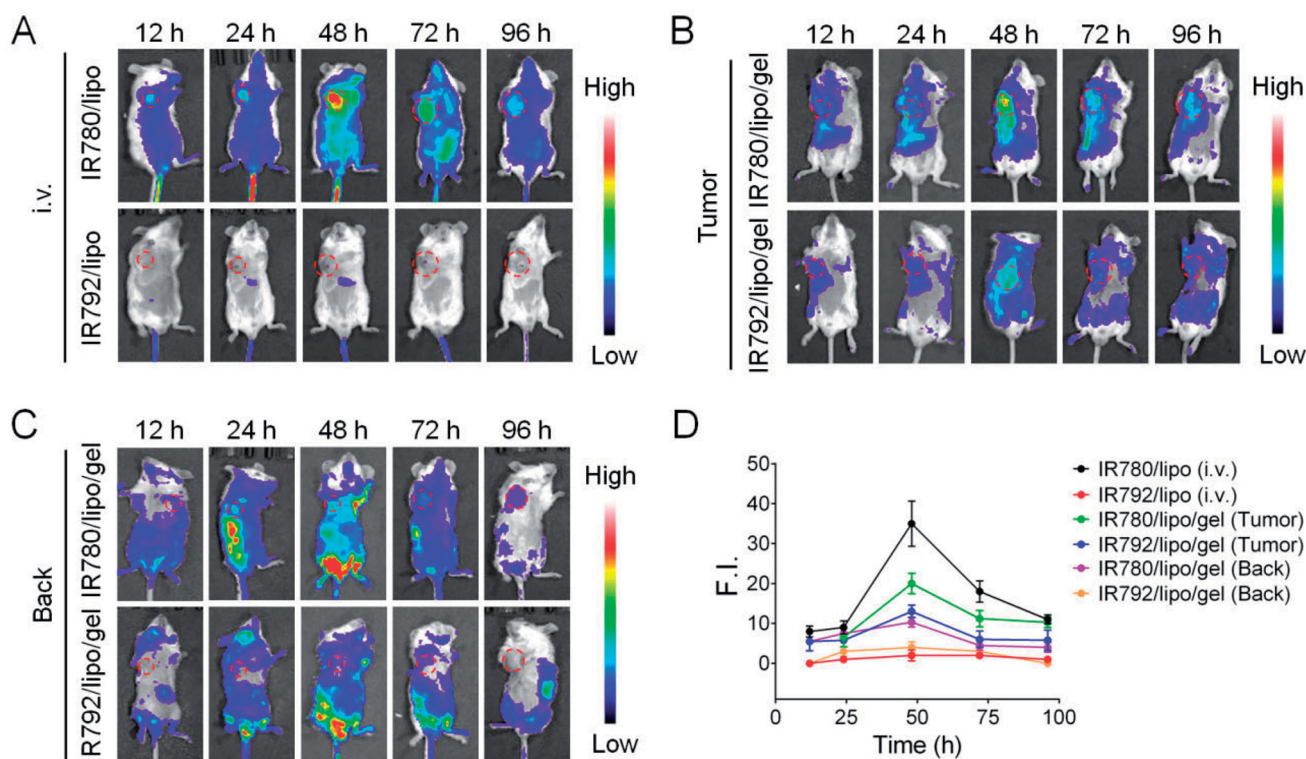 A
12 h 24 h 48 h 72 h 96 h
i.v.
IR780/lipo
IR792/lipo
High
Low
B
12 h 24 h 48 h 72 h 96 h
Tumor
IR780/lipo/gel
IR792/lipo/gel
High
Low
C
12 h 24 h 48 h 72 h 96 h
Back
IR780/lipo/gel
R792/lipo/gel
High
Low
D
F.I.
50
40
30
20
10
0
0 25 50 75 100
Time (h)
IR780/lipo (i.v.)
IR792/lipo (i.v.)
IR780/lipo/gel (Tumor)
IR792/lipo/gel (Tumor)
IR780/lipo/gel (Back)
IR792/lipo/gel (Back)